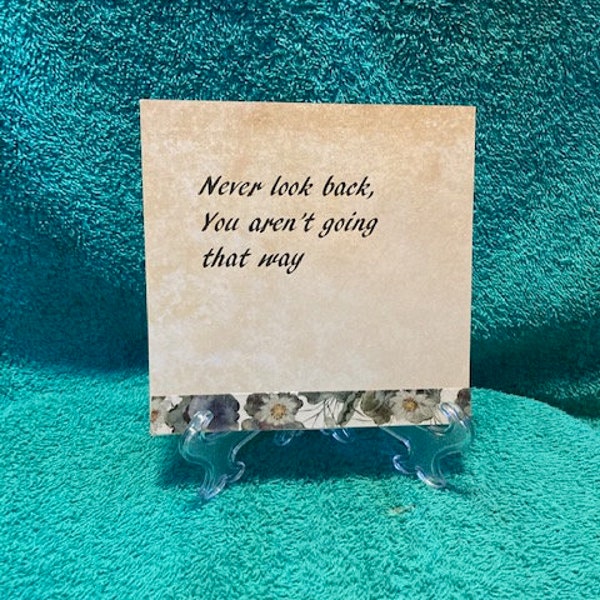 Never look back,
You aren't going
that way